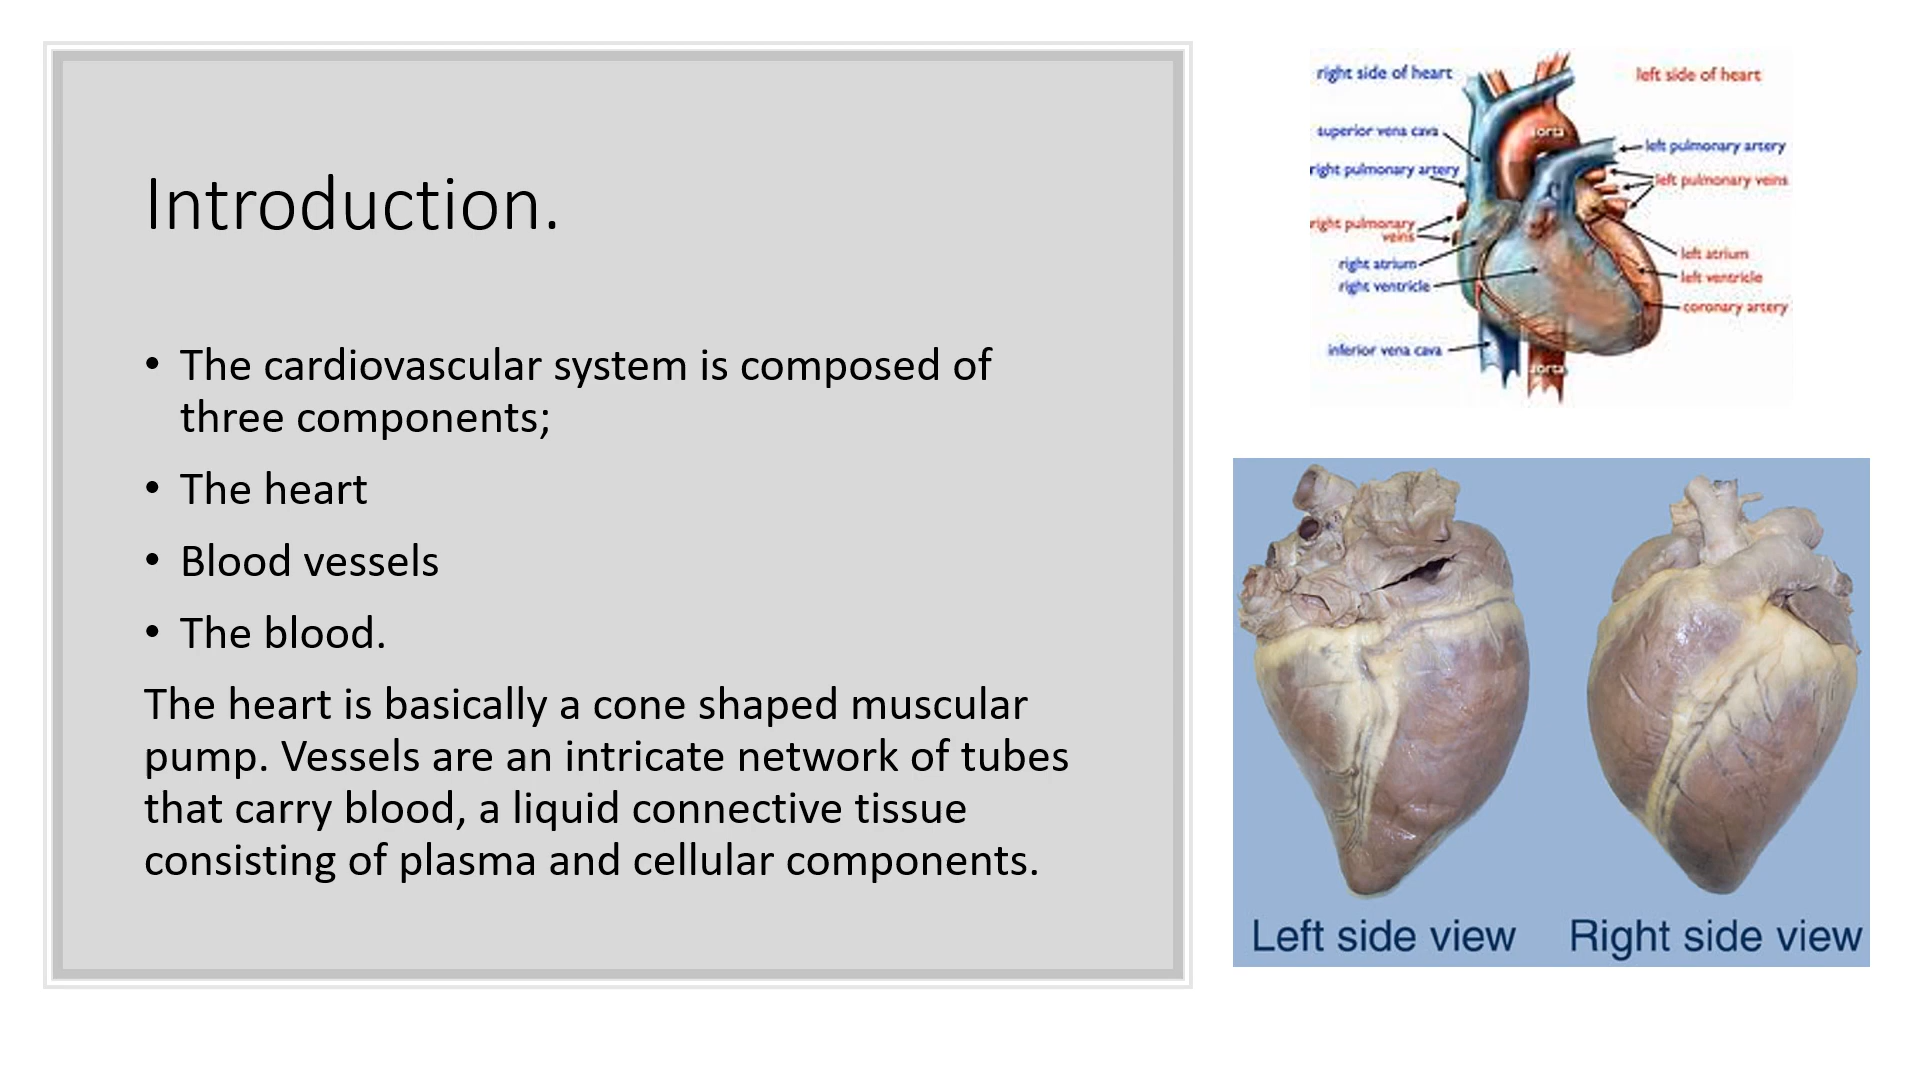 Introduction.
• The cardiovascular system is composed of
three components;
• The heart
• Blood vessels
• The blood.
The heart is basically a cone shaped muscular
pump. Vessels are an intricate network of tubes
that carry blood, a liquid connective tissue
consisting of plasma and cellular components.
right side of heart
left side of heart
superior vena cava
aorta
left pulmonary artery
right pulmonary artery
left pulmonary veins
right pulmonary
veins
left atrium
right atrium
left ventricle
right ventricle
coronary artery
inferior vena cava
aorta
Left side view
Right side view